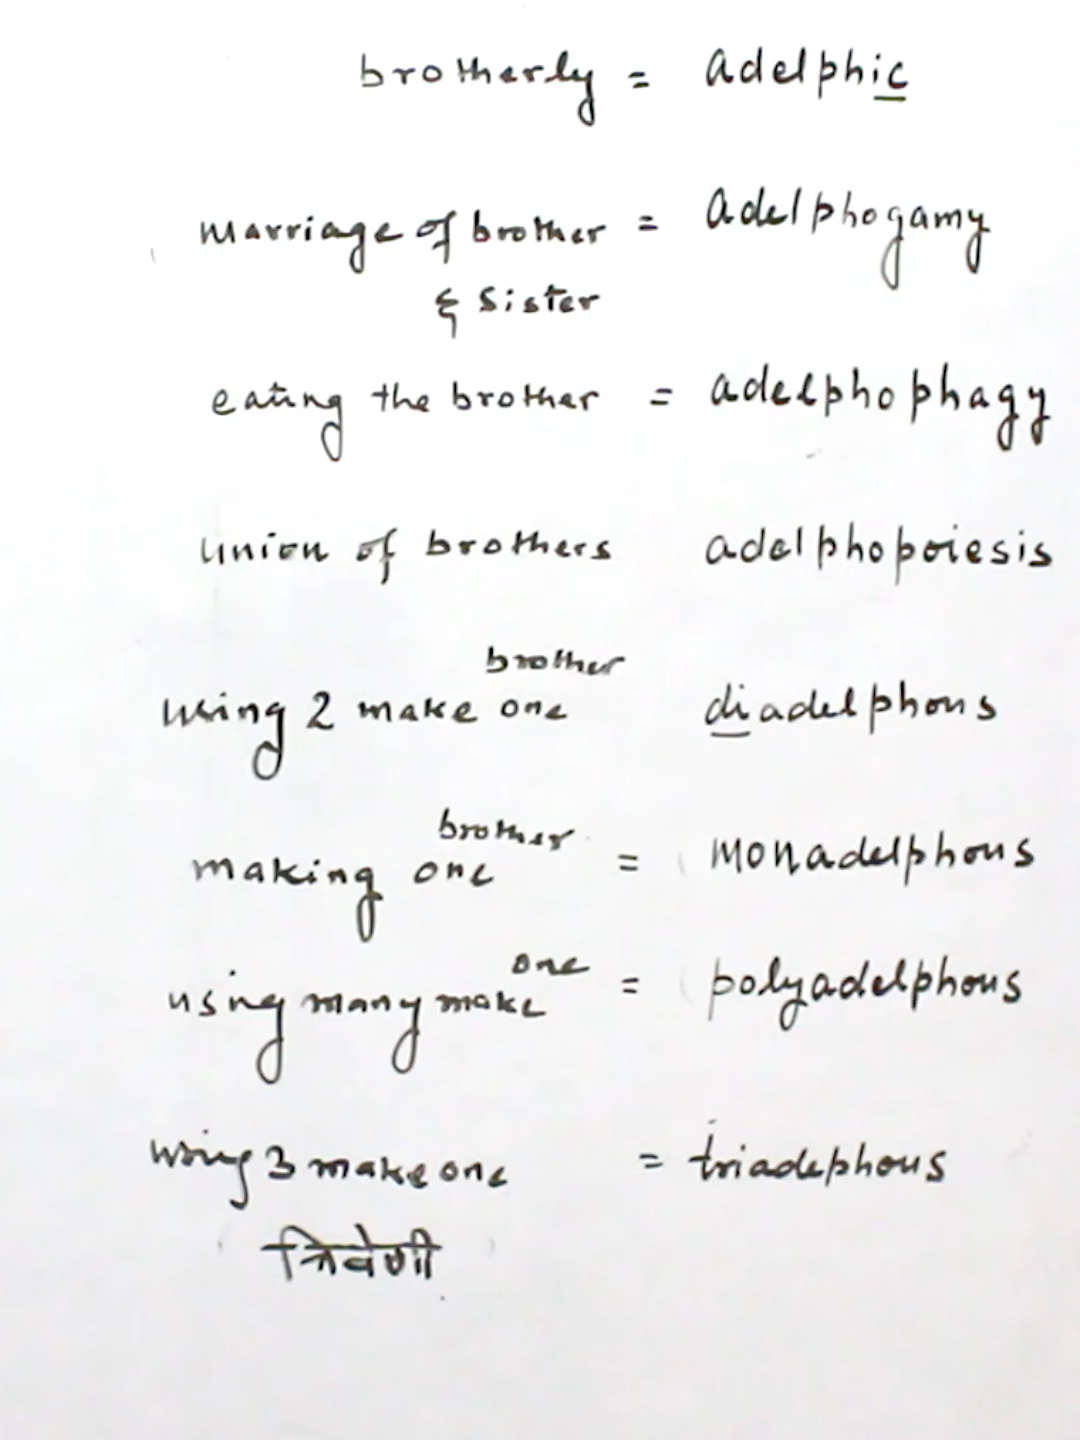 brotherly = adelphic
marriage of brother = adelphogamy
& sister
eating the brother = adelphophagy
union of brothers adelphopoiesis
brother
using 2 make one diadelphous
brother
making one = monadelphous
one
using many make = polyadelphous
using 3 make one = triadephous
त्रिवेणी